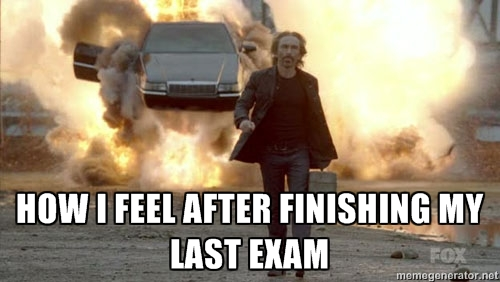 HOW I FEEL AFTER FINISHING MY
LAST EXAM
FOX
memegenerator.net